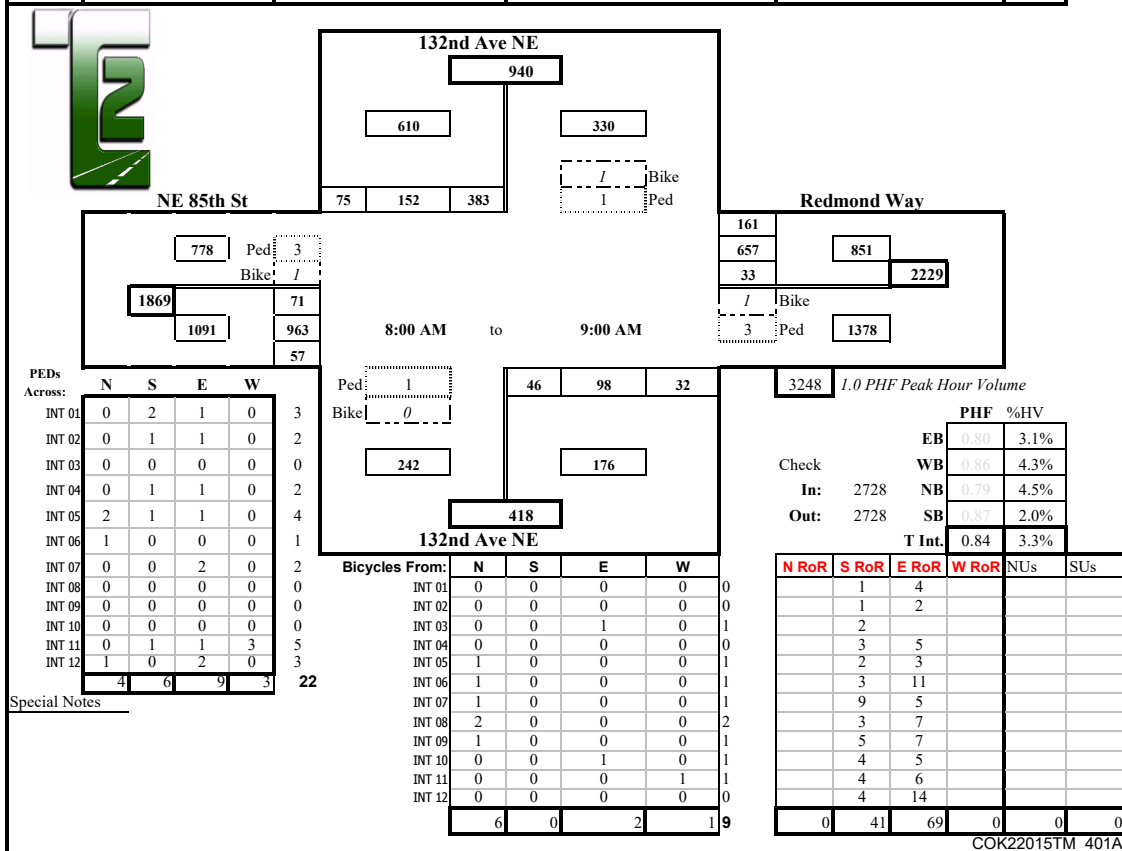 T2
132nd Ave NE
940
610 330
1 Bike
NE 85th St 75 152 383 1 Ped Redmond Way
161
778 Ped 3 657 851
Bike 1 33 2229
1869 71 1 Bike
1091 963 8:00 AM to 9:00 AM 3 Ped 1378
57
PEDs Across: N S E W Ped 1 46 98 32 3248 1.0 PHF Peak Hour Volume
INT 01 0 2 1 0 3 Bike 0 PHF %HV
INT 02 0 1 1 0 2 EB 0.80 3.1%
INT 03 0 0 0 0 0 242 176 Check WB 0.86 4.3%
INT 04 0 1 1 0 2 In: 2728 NB 0.79 4.5%
INT 05 2 1 1 0 4 418 Out: 2728 SB 0.87 2.0%
INT 06 1 0 0 0 1 132nd Ave NE T Int. 0.84 3.3%
INT 07 0 0 2 0 2
INT 08 0 0 0 0 0
INT 09 0 0 0 0 0
INT 10 0 0 0 0 0
INT 11 0 1 1 3 5
INT 12 1 0 2 0 3
4 6 9 3 22
Special Notes
Bicycles From: N S E W
INT 01 0 0 0 0 0
INT 02 0 0 0 0 0
INT 03 0 0 1 0 1
INT 04 0 0 0 0 0
INT 05 1 0 0 0 1
INT 06 1 0 0 0 1
INT 07 1 0 0 0 1
INT 08 2 0 0 0 2
INT 09 1 0 0 0 1
INT 10 0 0 1 0 1
INT 11 0 0 0 1 1
INT 12 0 0 0 0 0
6 0 2 1 9
N RoR S RoR E RoR W RoR NUs SUs
1 4
1 2
2
3 5
2 3
3 11
9 5
3 7
5 7
4 5
4 6
4 14
0 41 69 0 0 0
COK22015TM_401A